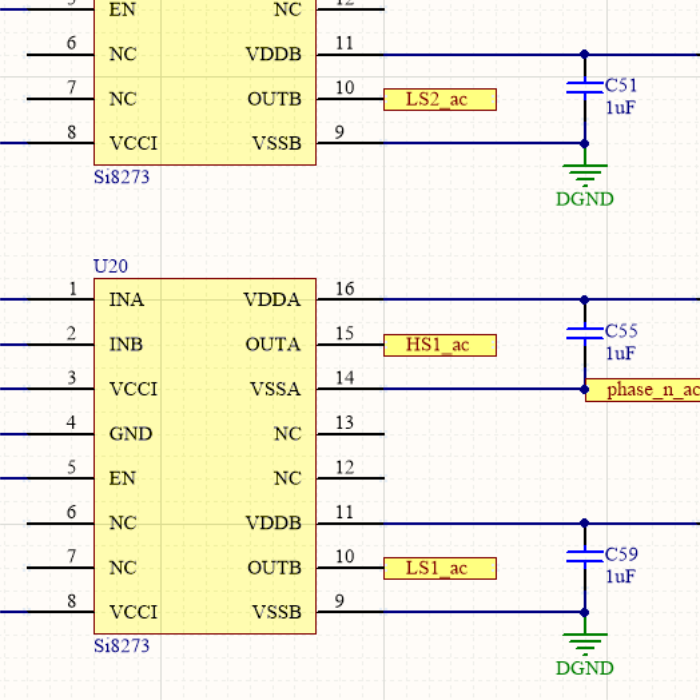 EN NC
6 NC VDDB 11
7 NC OUTB 10 LS2_ac
8 VCCI VSSB 9
C51
1uF
Si8273
DGND
U20
1 INA VDDA 16
2 INB OUTA 15 HS1_ac
3 VCCI VSSA 14
C55
1uF
phase_n_ac
4 GND NC 13
5 EN NC 12
6 NC VDDB 11
7 NC OUTB 10 LS1_ac
8 VCCI VSSB 9
C59
1uF
Si8273
DGND